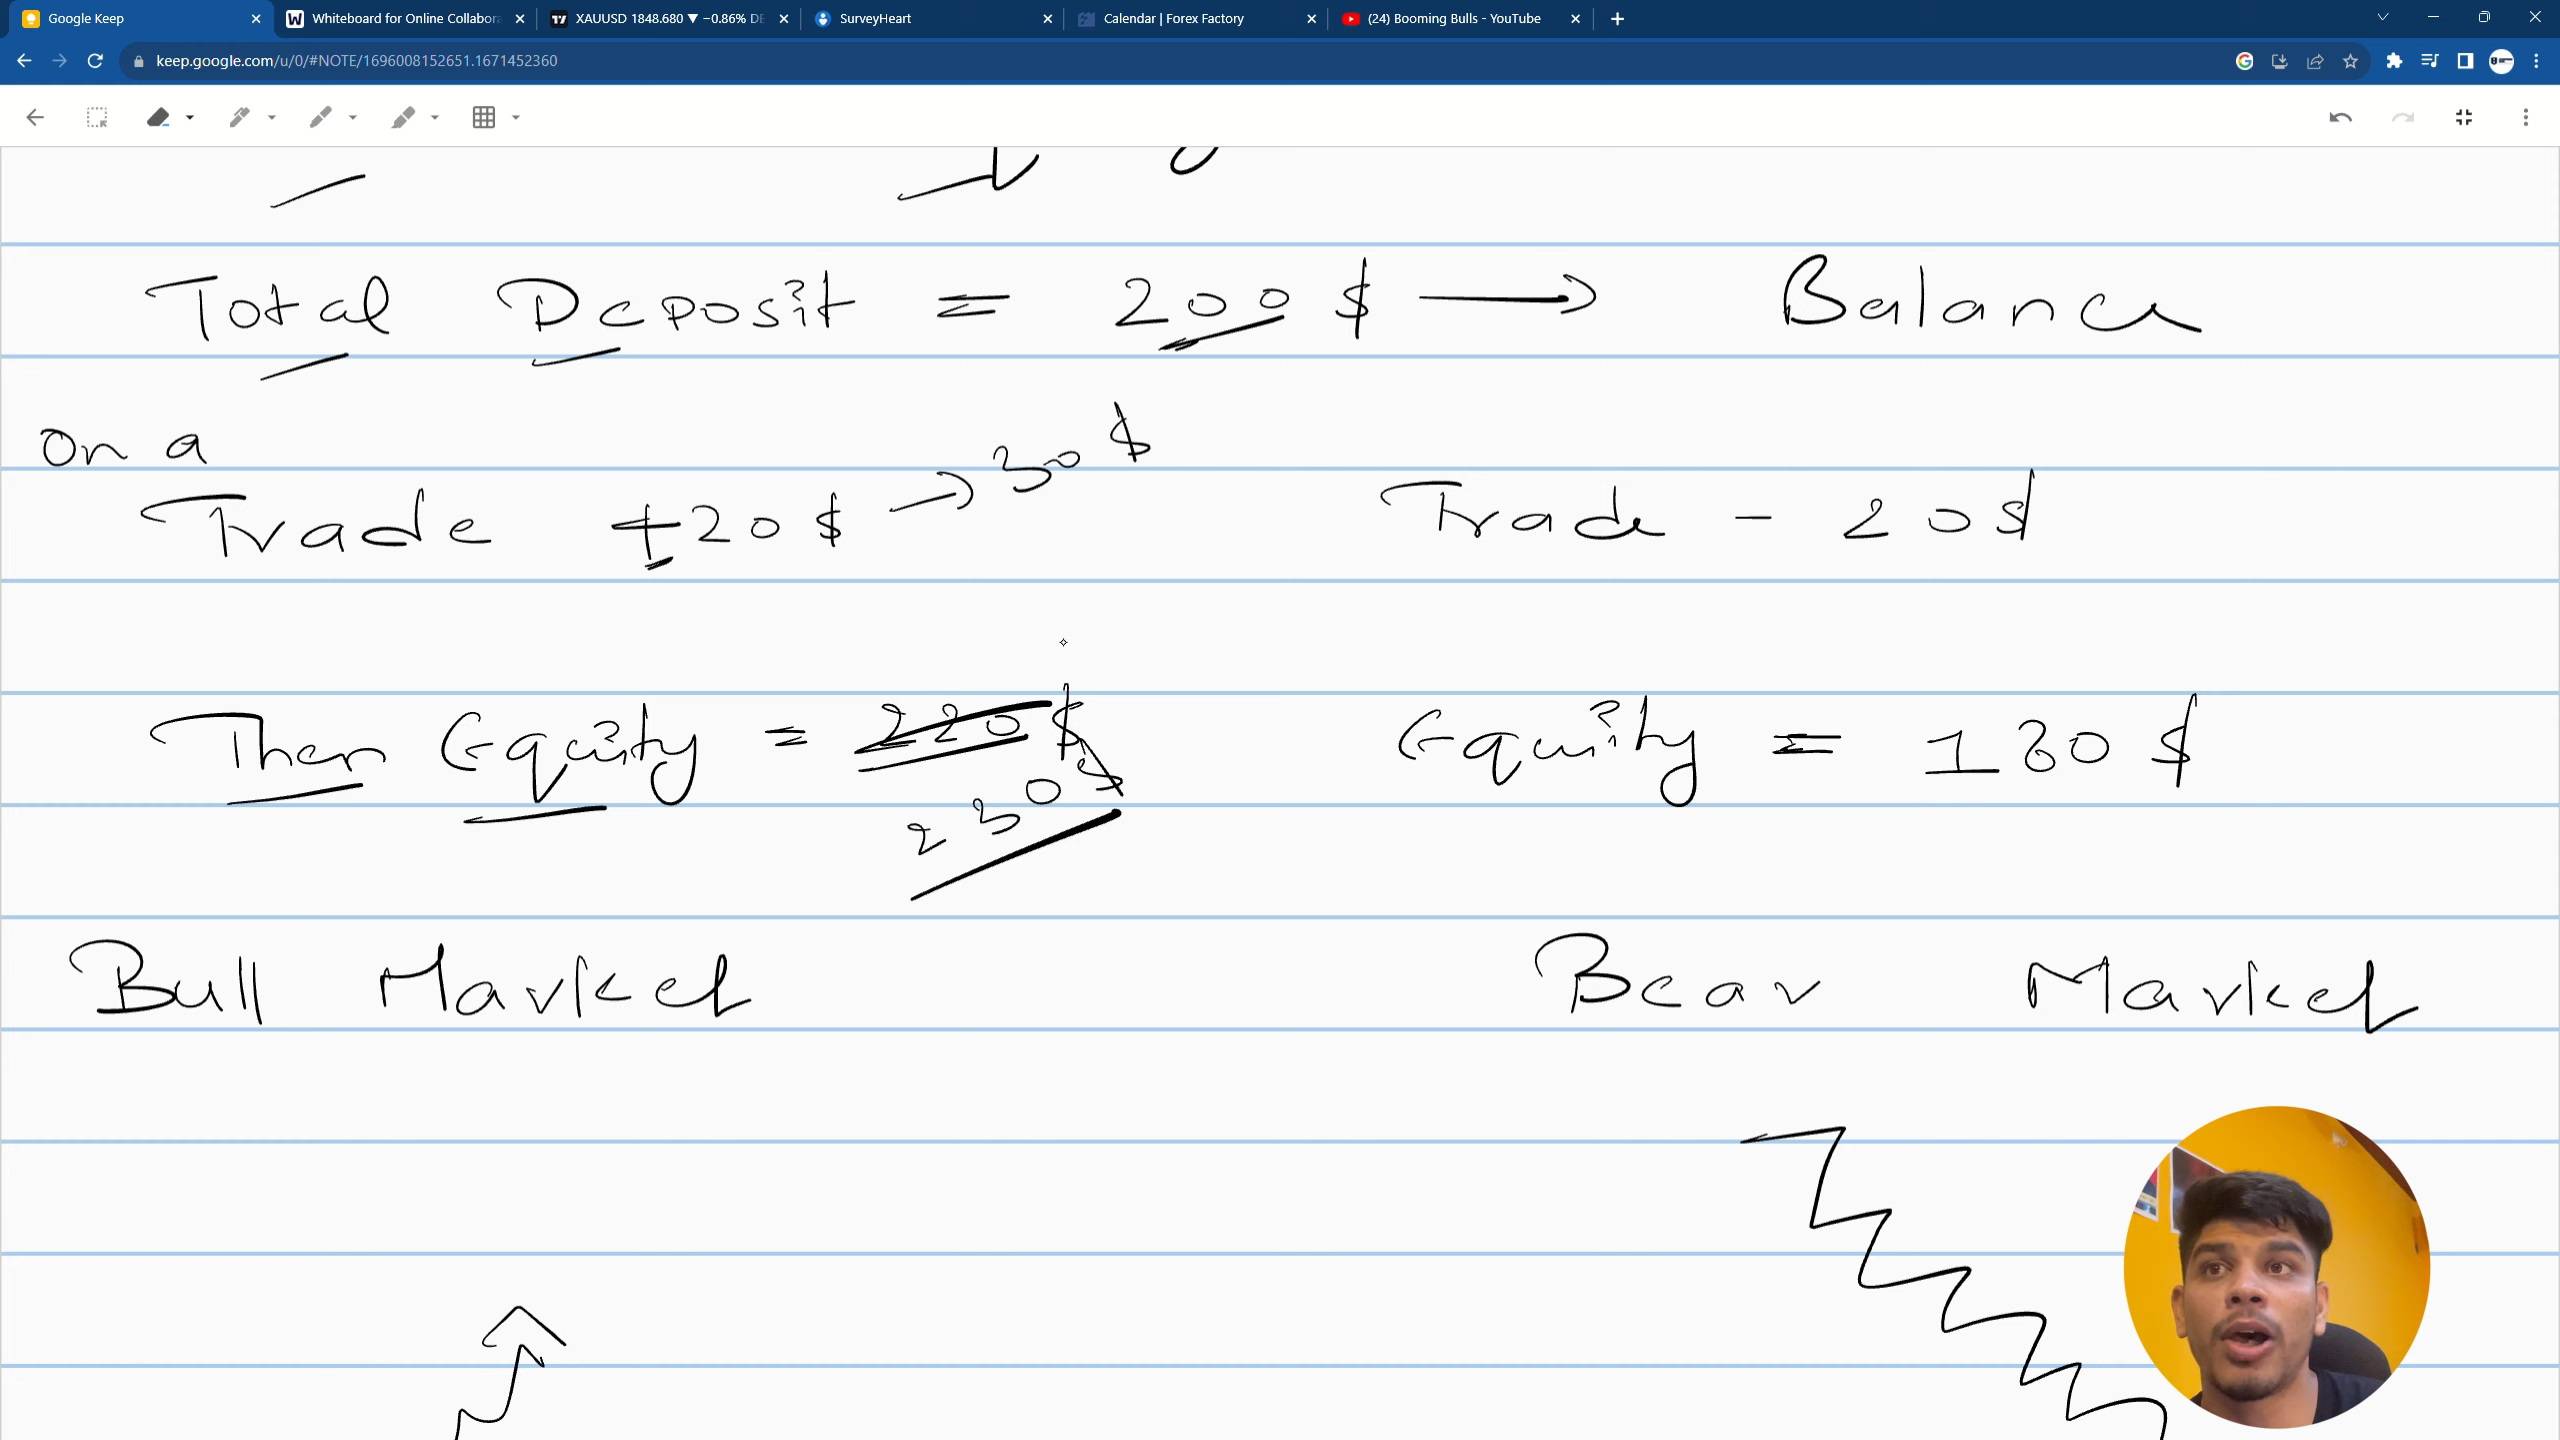 Google Keep
Whiteboard for Online Collabora
XAUUSD 1848.680 ▼ −0.86% DE
SurveyHeart
Calendar | Forex Factory
(24) Booming Bulls - YouTube
keep.google.com/u/0/#NOTE/1696008152651.1671452360
Total Deposit = 200 $ → Balance
on a
Trade +20 $ → 30 $ Trade - 20 $
Then Equity = 220 $ Equity = 180 $
230 $
Bull Market Bear Market